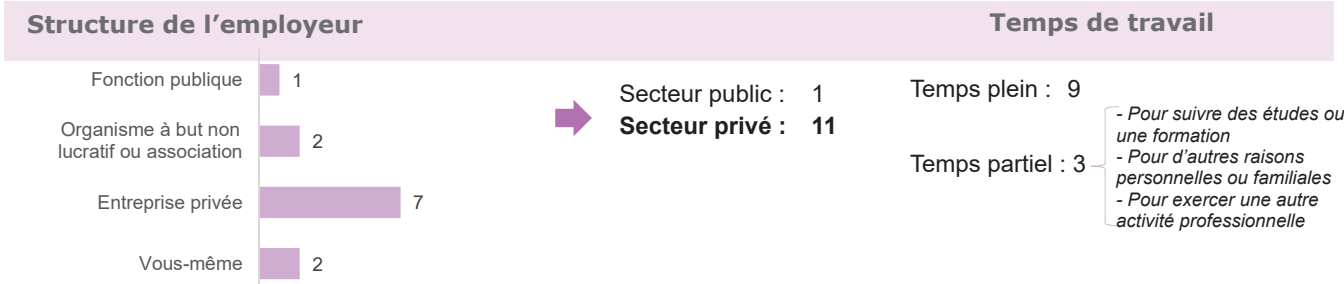 Structure de l’employeur
Fonction publique 1
Organisme à but non
lucratif ou association 2
Entreprise privée 7
Vous-même 2
Secteur public : 1
Secteur privé : 11
Temps de travail
Temps plein : 9
Temps partiel : 3
- Pour suivre des études ou
une formation
- Pour d’autres raisons
personnelles ou familiales
- Pour exercer une autre
activité professionnelle